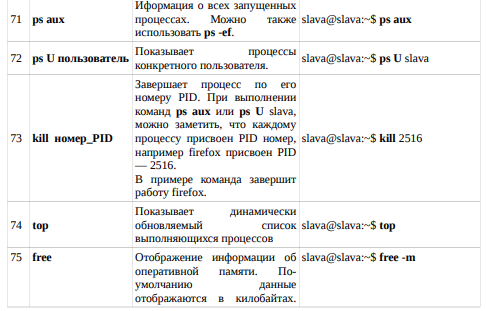 Иформация о всех запущенных
71 ps aux процессах. Можно также slava@slava:~$ ps aux
использовать ps -ef.
72 ps U пользователь Показывает процессы slava@slava:~$ ps U slava
конкретного пользователя.
Завершает процесс по его
номеру PID. При выполнении
команд ps aux или ps U slava,
можно заметить, что каждому
73 kill номер_PID процессу присвоен PID номер, slava@slava:~$ kill 2516
например firefox присвоен PID
— 2516.
В примере команда завершит
работу firefox.
Показывает динамически
74 top обновляемый список slava@slava:~$ top
выполняющихся процессов
75 free Отображение информации об slava@slava:~$ free -m
оперативной памяти. По-
умолчанию данные
отображаются в килобайтах.